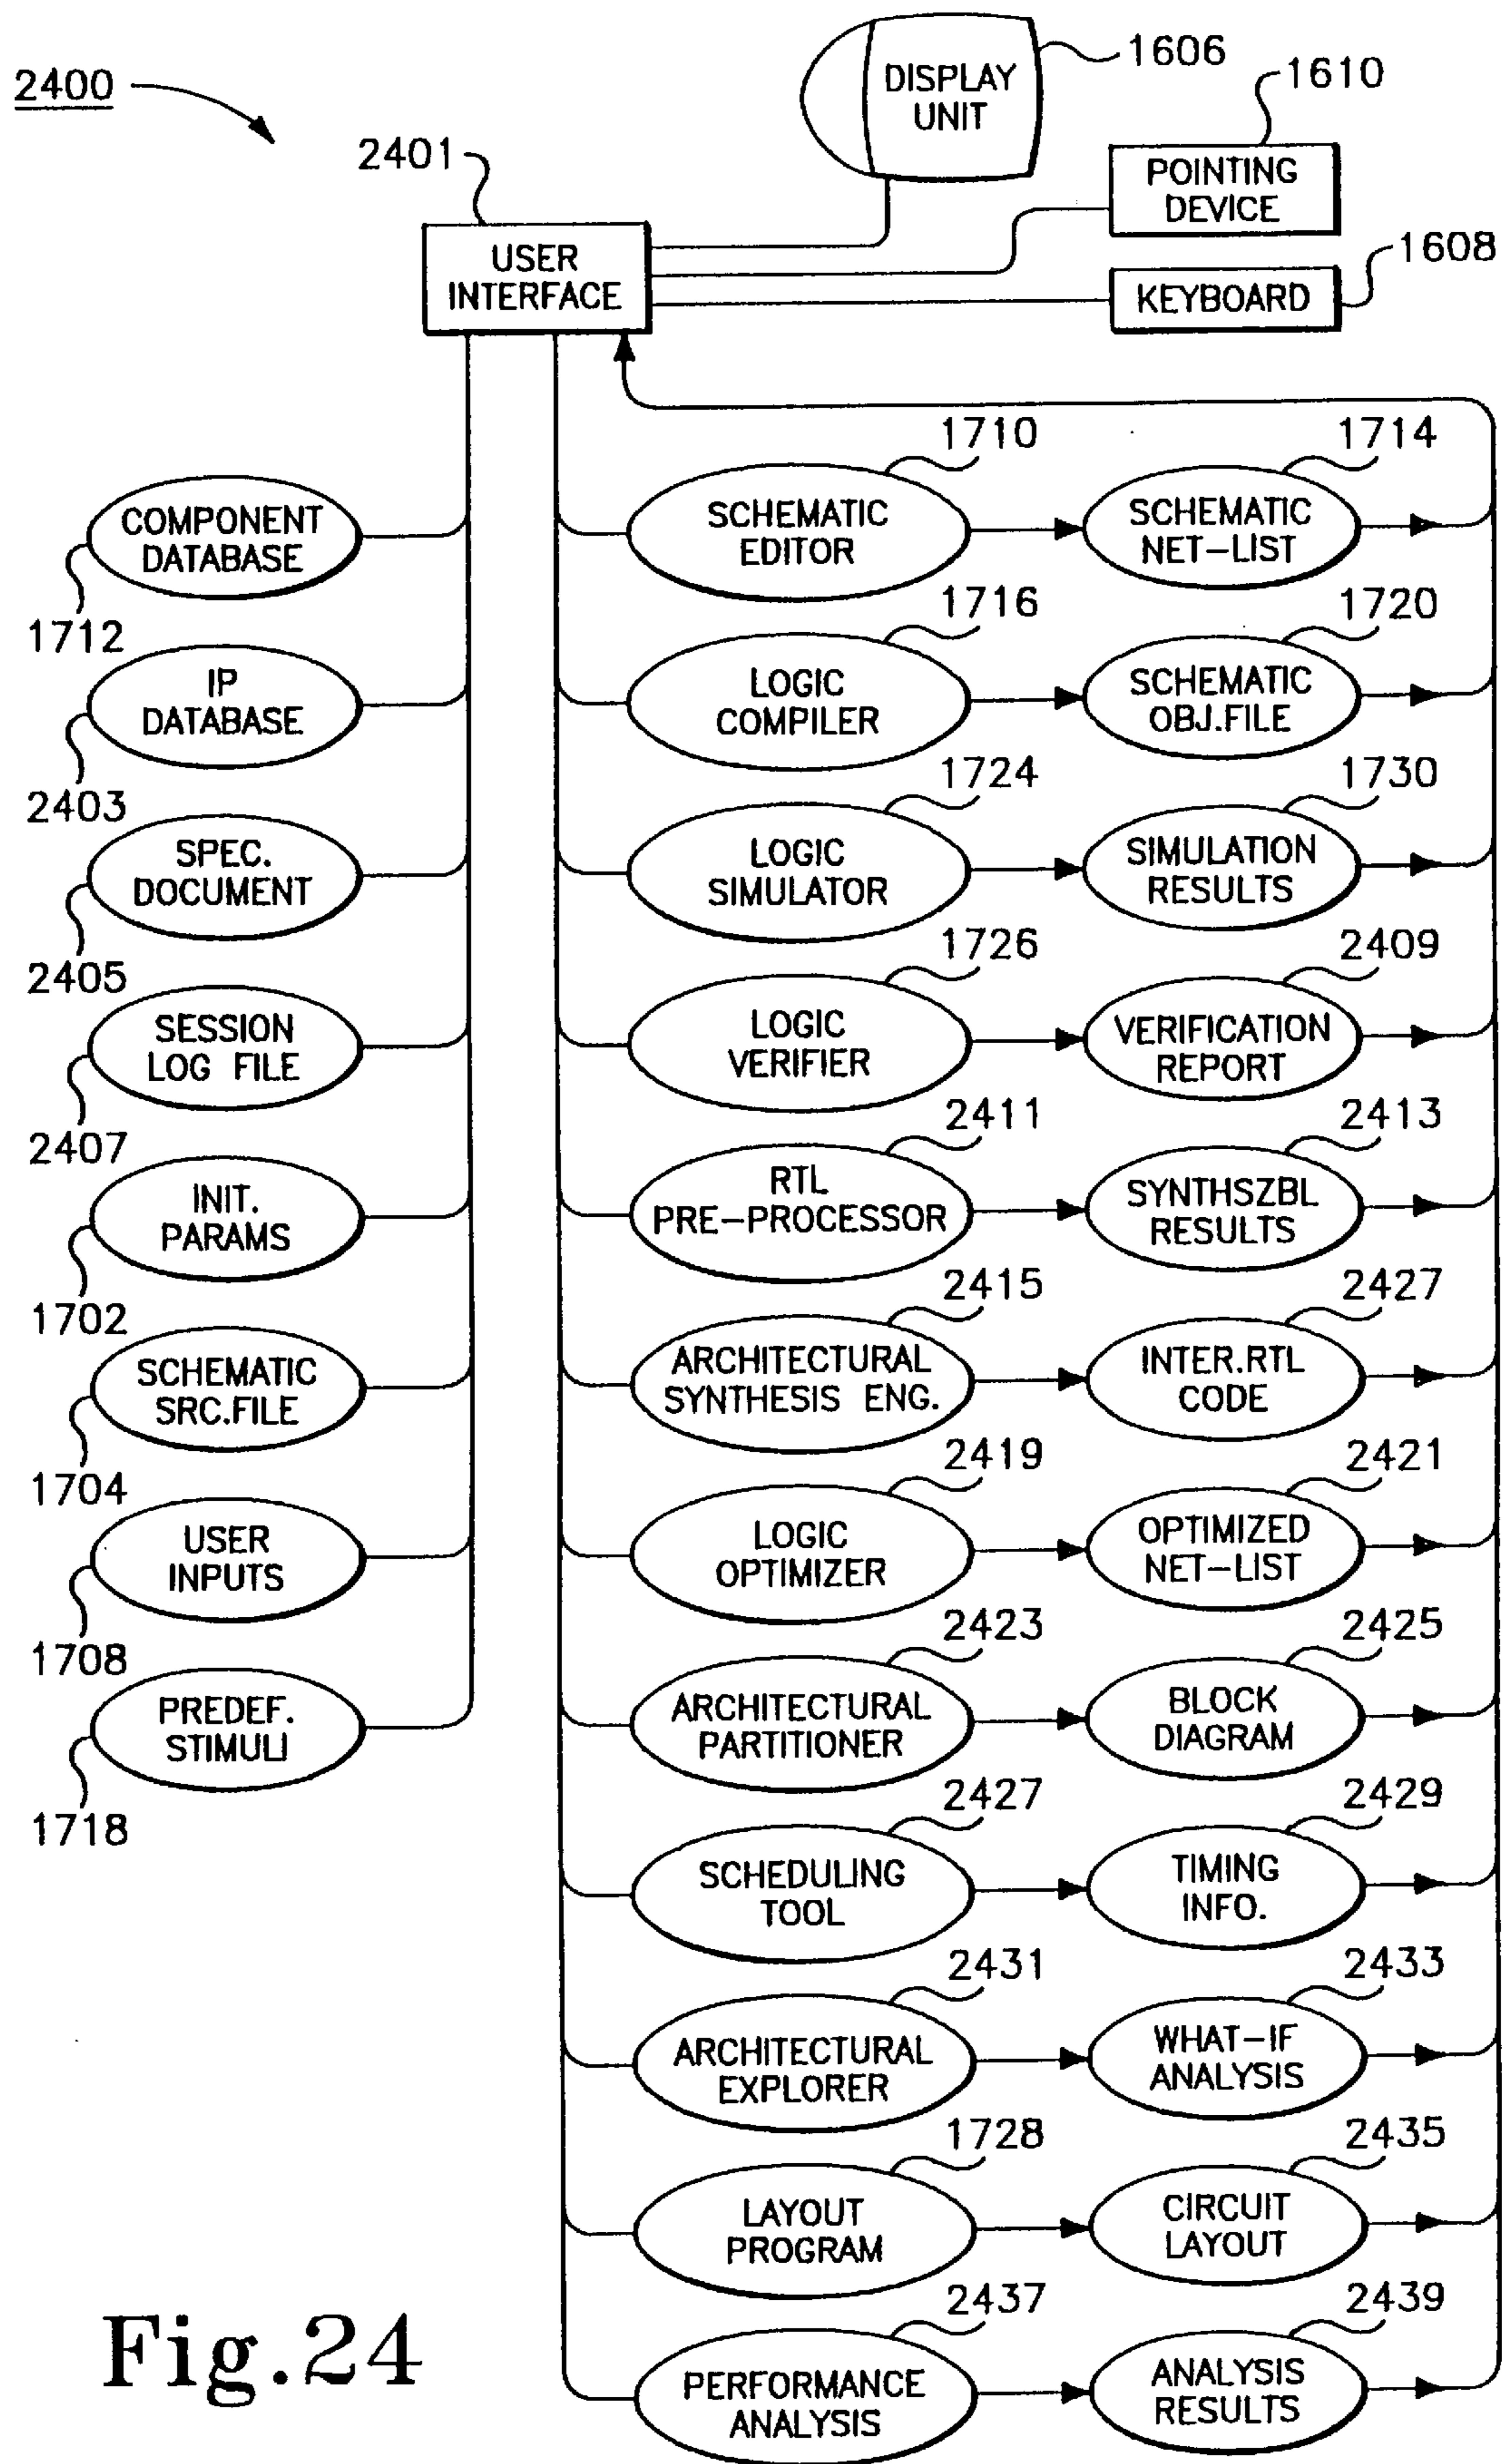 2400
DISPLAY
UNIT
1606
1610
2401
POINTING
DEVICE
USER
INTERFACE
1608
KEYBOARD
1710
1714
COMPONENT
DATABASE
SCHEMATIC
EDITOR
SCHEMATIC
NET-LIST
1712
1716
1720
IP
DATABASE
LOGIC
COMPILER
SCHEMATIC
OBJ.FILE
2403
1724
1730
SPEC.
DOCUMENT
LOGIC
SIMULATOR
SIMULATION
RESULTS
2405
1726
2409
SESSION
LOG FILE
LOGIC
VERIFIER
VERIFICATION
REPORT
2407
2411
2413
INIT.
PARAMS
RTL
PRE-PROCESSOR
SYNTHSZBL
RESULTS
1702
2415
2427
SCHEMATIC
SRC.FILE
ARCHITECTURAL
SYNTHESIS ENG.
INTER.RTL
CODE
1704
2419
2421
USER
INPUTS
LOGIC
OPTIMIZER
OPTIMIZED
NET-LIST
1708
2423
2425
PREDEF.
STIMULI
ARCHITECTURAL
PARTITIONER
BLOCK
DIAGRAM
1718
2427
2429
SCHEDULING
TOOL
TIMING
INFO.
2431
2433
ARCHITECTURAL
EXPLORER
WHAT-IF
ANALYSIS
1728
2435
LAYOUT
PROGRAM
CIRCUIT
LAYOUT
2437
2439
PERFORMANCE
ANALYSIS
ANALYSIS
RESULTS
Fig.24